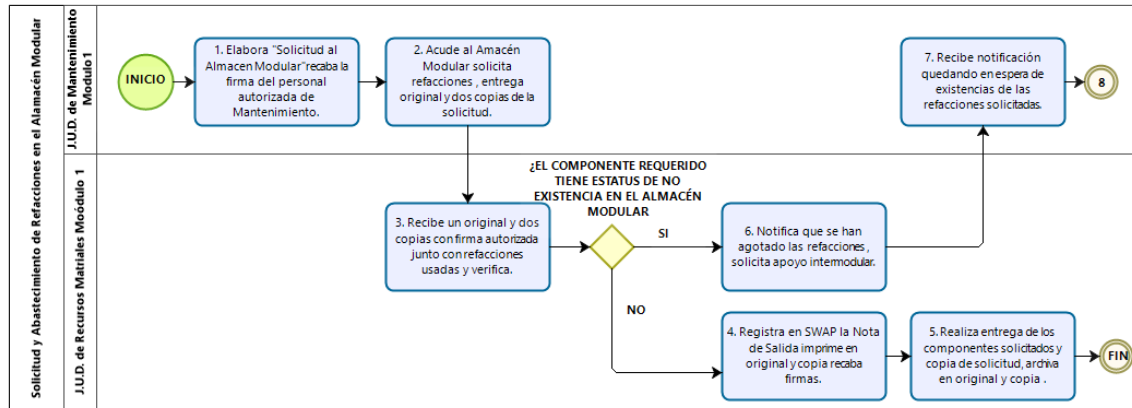 Solicitud y Abastecimiento de Refacciones en el Alamacén Modular
J.U.D. de Mantenimiento
Modulo1
INICIO
1. Elabora "Solicitud al
Almacen Modular"recaba la
firma del personal
autorizada de
Mantenimiento.
2. Acude al Amacén
Modular solicita
refacciones , entrega
original y dos copias de la
solicitud.
7. Recibe notificación
quedando en espera de
existencias de las
refacciones solicitadas.
8
J.U.D. de Recursos Matriales Moódulo 1
3. Recibe un original y dos
copias con firma autorizada
junto con refacciones
usadas y verifica.
¿EL COMPONENTE REQUERIDO
TIENE ESTATUS DE NO
EXISTENCIA EN EL ALMACÉN
MODULAR
SI
6. Notifica que se han
agotado las refacciones ,
solicita apoyo intermodular.
NO
4. Registra en SWAP la Nota
de Salida imprime en
original y copia recaba
firmas.
5. Realiza entrega de los
componentes solicitados y
copia de solicitud, archiva
en original y copia .
FIN